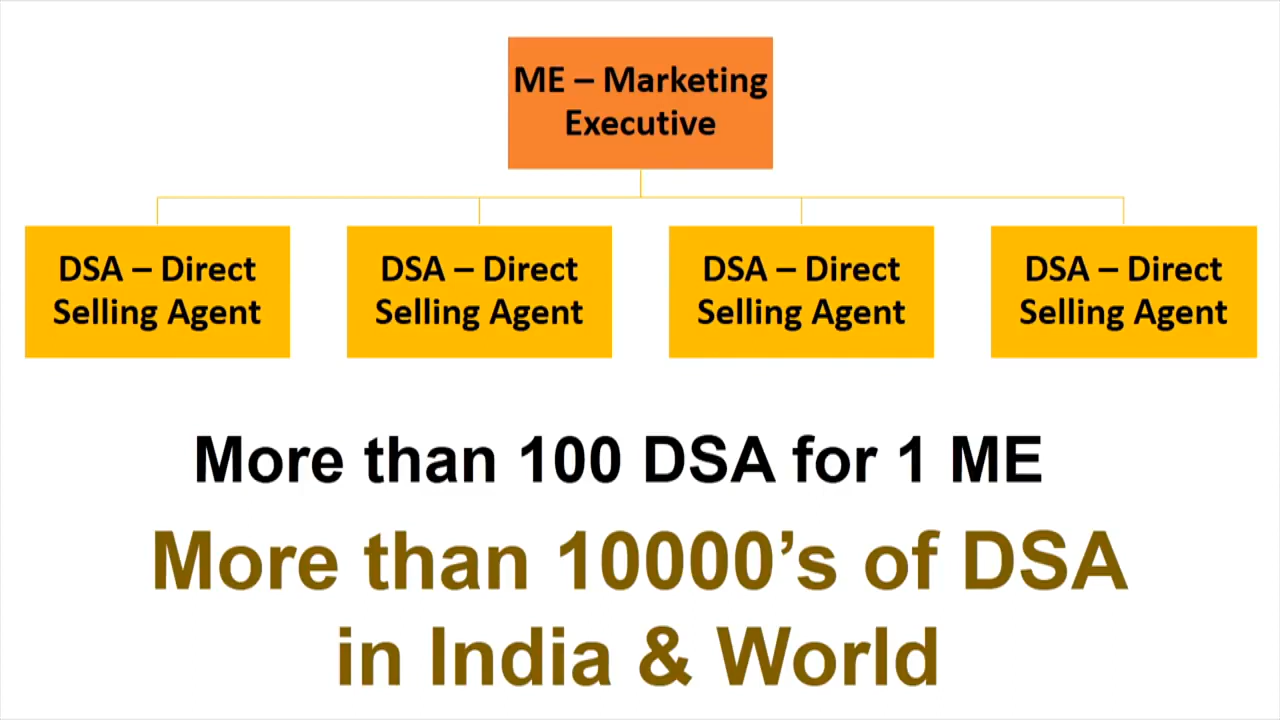 ME – Marketing
Executive
DSA – Direct
Selling Agent
DSA – Direct
Selling Agent
DSA – Direct
Selling Agent
DSA – Direct
Selling Agent
More than 100 DSA for 1 ME
More than 10000’s of DSA
in India & World